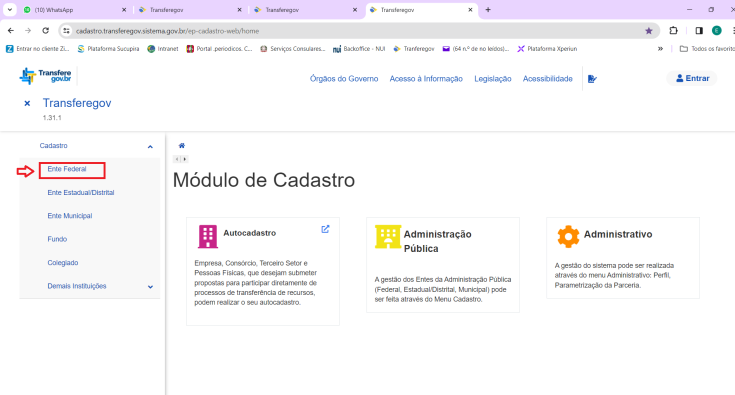 (10) WhatsApp
Transferegov
Transferegov
Transferegov
cadastro.transferegov.sistema.gov.br/ep-cadastro-web/home
Entrar no cliente Zi...
Plataforma Sucupira
Intranet
Portal .periodicos. C...
Serviços Consulares...
Backoffice - NUI
Tranferegov
(64 n.º de no leidos)...
Plataforma Xperiun
Todos os favorito
Transfere
gov.br
Órgãos do Governo
Acesso à Informação
Legislação
Acessibilidade
Entrar
Transferegov
1.31.1
Cadastro
Ente Federal
Ente Estadual/Distrital
Ente Municipal
Fundo
Colegiado
Demais Instituições
Módulo de Cadastro
Autocadastro
Empresa, Consórcio, Terceiro Setor e
Pessoas Físicas, que desejam submeter
propostas para participar diretamente de
processos de transferência de recursos,
podem realizar o seu autocadastro.
Administração
Pública
A gestão dos Entes da Administração Pública
(Federal, Estadual/Distrital, Municipal) pode
ser feita através do Menu Cadastro.
Administrativo
A gestão do sistema pode ser realizada
através do menu Administrativo: Perfil,
Parametrização da Parceria.